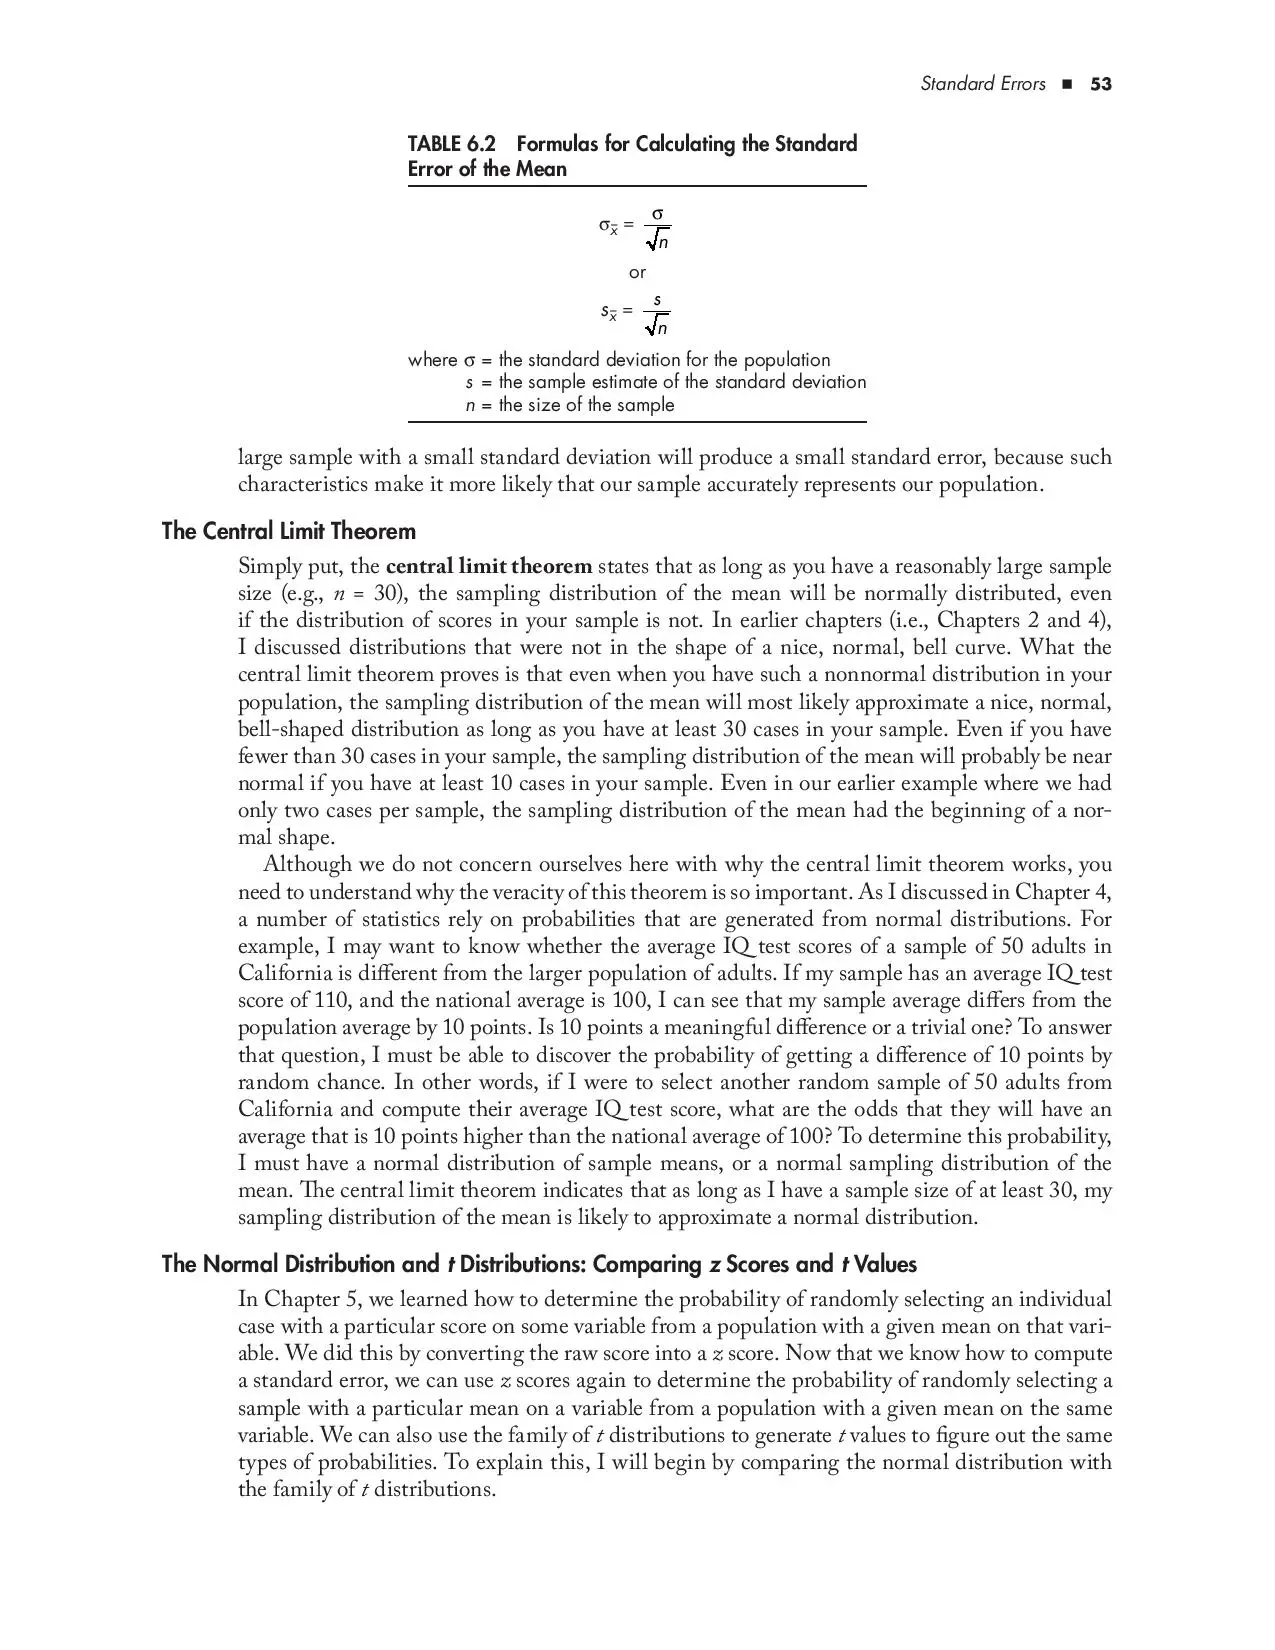 Standard Errors ■ 53
TABLE 6.2 Formulas for Calculating the Standard
Error of the Mean
σx̄ = σ/√n
or
sx̄ = s/√n
where σ = the standard deviation for the population
s = the sample estimate of the standard deviation
n = the size of the sample
large sample with a small standard deviation will produce a small standard error, because such
characteristics make it more likely that our sample accurately represents our population.
The Central Limit Theorem
Simply put, the central limit theorem states that as long as you have a reasonably large sample
size (e.g., n = 30), the sampling distribution of the mean will be normally distributed, even
if the distribution of scores in your sample is not. In earlier chapters (i.e., Chapters 2 and 4),
I discussed distributions that were not in the shape of a nice, normal, bell curve. What the
central limit theorem proves is that even when you have such a nonnormal distribution in your
population, the sampling distribution of the mean will most likely approximate a nice, normal,
bell-shaped distribution as long as you have at least 30 cases in your sample. Even if you have
fewer than 30 cases in your sample, the sampling distribution of the mean will probably be near
normal if you have at least 10 cases in your sample. Even in our earlier example where we had
only two cases per sample, the sampling distribution of the mean had the beginning of a nor-
mal shape.
Although we do not concern ourselves here with why the central limit theorem works, you
need to understand why the veracity of this theorem is so important. As I discussed in Chapter 4,
a number of statistics rely on probabilities that are generated from normal distributions. For
example, I may want to know whether the average IQ test scores of a sample of 50 adults in
California is different from the larger population of adults. If my sample has an average IQ test
score of 110, and the national average is 100, I can see that my sample average differs from the
population average by 10 points. Is 10 points a meaningful difference or a trivial one? To answer
that question, I must be able to discover the probability of getting a difference of 10 points by
random chance. In other words, if I were to select another random sample of 50 adults from
California and compute their average IQ test score, what are the odds that they will have an
average that is 10 points higher than the national average of 100? To determine this probability,
I must have a normal distribution of sample means, or a normal sampling distribution of the
mean. The central limit theorem indicates that as long as I have a sample size of at least 30, my
sampling distribution of the mean is likely to approximate a normal distribution.
The Normal Distribution and t Distributions: Comparing z Scores and t Values
In Chapter 5, we learned how to determine the probability of randomly selecting an individual
case with a particular score on some variable from a population with a given mean on that vari-
able. We did this by converting the raw score into a z score. Now that we know how to compute
a standard error, we can use z scores again to determine the probability of randomly selecting a
sample with a particular mean on a variable from a population with a given mean on the same
variable. We can also use the family of t distributions to generate t values to figure out the same
types of probabilities. To explain this, I will begin by comparing the normal distribution with
the family of t distributions.